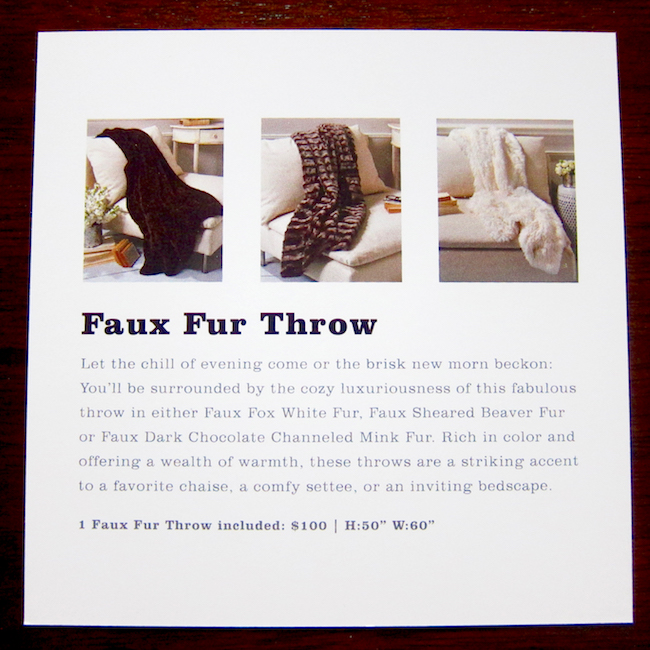 Faux Fur Throw
Let the chill of evening come or the brisk new morn beckon:
You'll be surrounded by the cozy luxuriousness of this fabulous
throw in either Faux Fox White Fur, Faux Sheared Beaver Fur
or Faux Dark Chocolate Channeled Mink Fur. Rich in color and
offering a wealth of warmth, these throws are a striking accent
to a favorite chaise, a comfy settee, or an inviting bedscape.
1 Faux Fur Throw included: $100 | H:50” W:60”